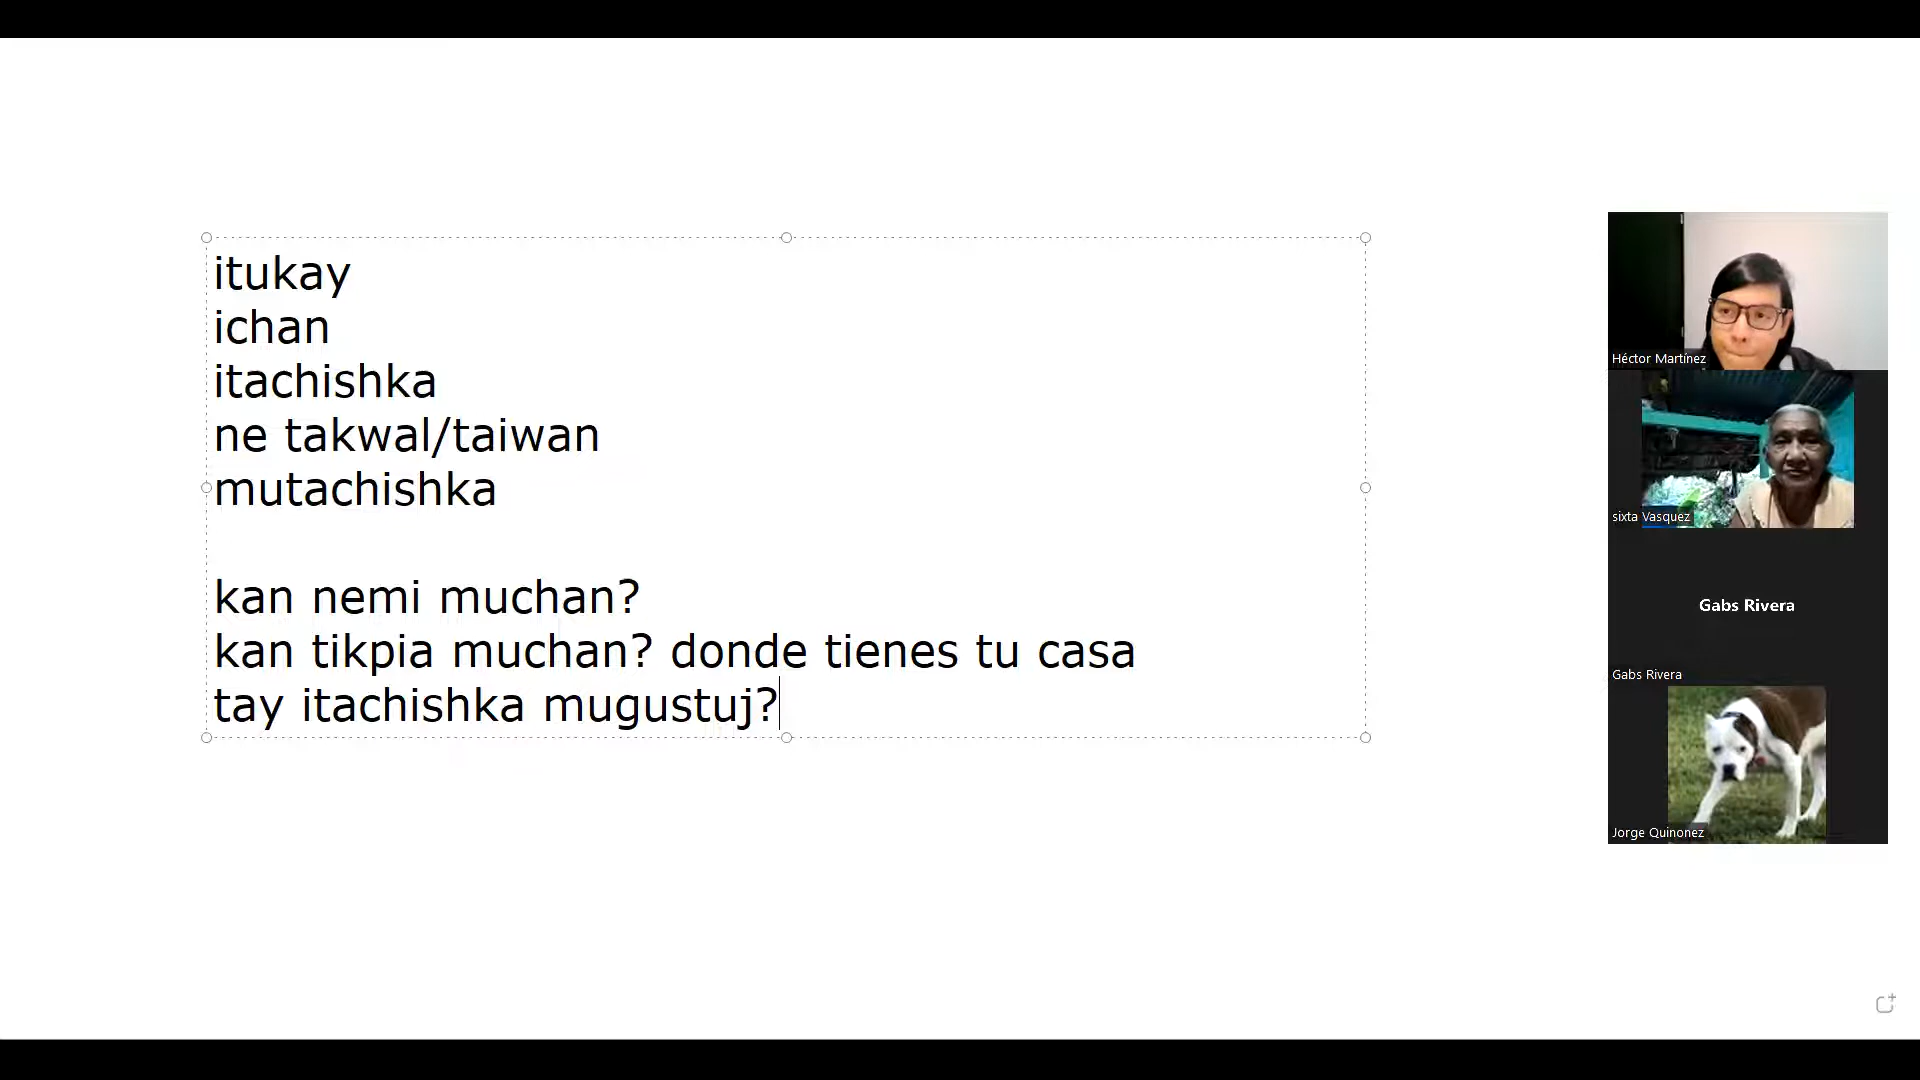 itukay
ichan
itachishka
ne takwal/taiwan
mutachishka
kan nemi muchan?
kan tikpia muchan? donde tienes tu casa
tay itachishka mugustuj?
Héctor Martínez
sixta Vasquez
Gabs Rivera
Gabs Rivera
Jorge Quinonez